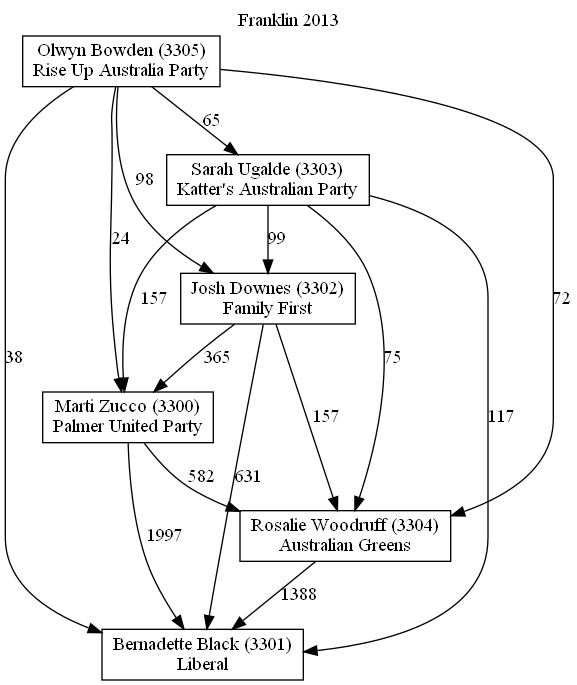 Franklin 2013
Olwyn Bowden (3305)
Rise Up Australia Party
65
Sarah Ugalde (3303)
Katter's Australian Party
98
24
99
157
Josh Downes (3302)
Family First
72
38
365
75
Marti Zucco (3300)
Palmer United Party
157
117
582
631
Rosalie Woodruff (3304)
Australian Greens
1997
1388
Bernadette Black (3301)
Liberal